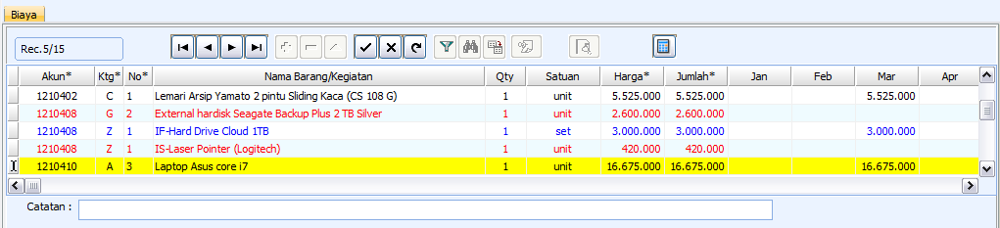 Biaya
Rec.5/15
Akun* Ktg* No* Nama Barang/Kegiatan Qty Satuan Harga* Jumlah* Jan Feb Mar Apr
1210402 C 1 Lemari Arsip Yamato 2 pintu Sliding Kaca (CS 108 G) 1 unit 5.525.000 5.525.000 5.525.000
1210408 G 2 External hardisk Seagate Backup Plus 2 TB Silver 1 unit 2.600.000 2.600.000
1210408 Z 1 IF-Hard Drive Cloud 1TB 1 set 3.000.000 3.000.000 3.000.000
1210408 Z 1 IS-Laser Pointer (Logitech) 1 unit 420.000 420.000
1210410 A 3 Laptop Asus core i7 1 unit 16.675.000 16.675.000 16.675.000
Catatan :